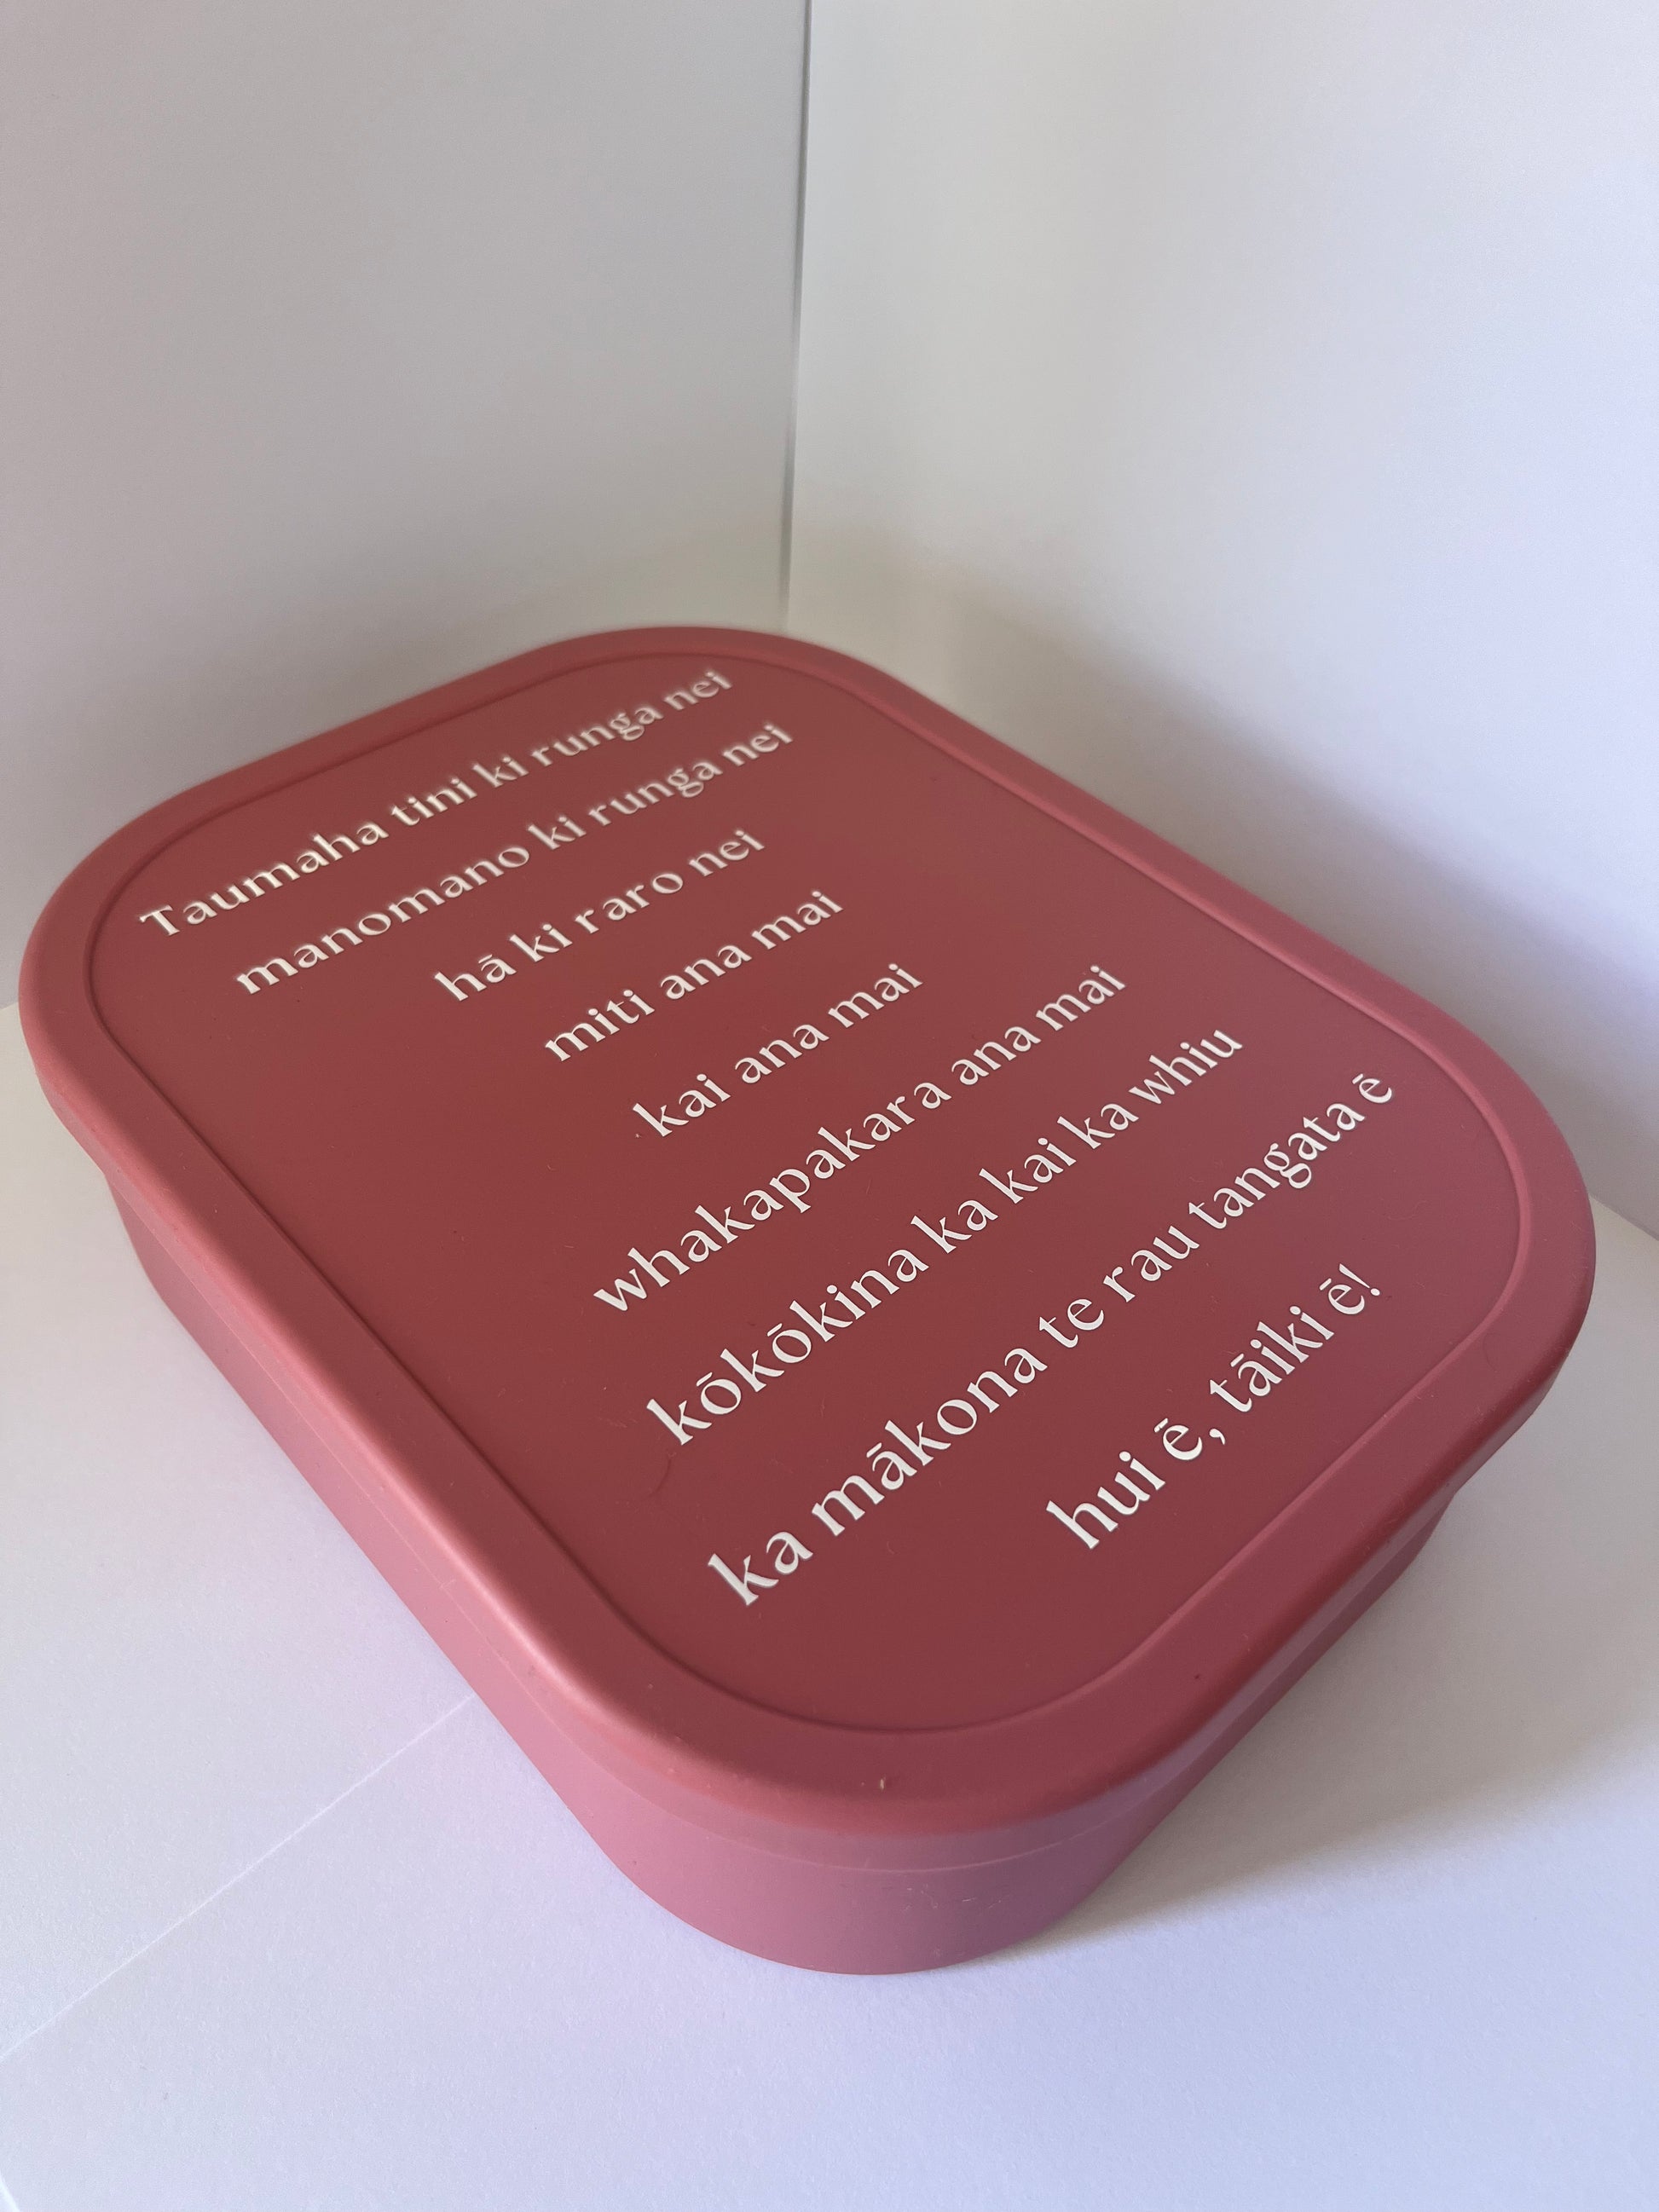 Taumaha tini ki runga nei
manomano ki runga nei
hā ki raro nei
miti ana mai
kai ana mai
whakapakara ana mai
kōkōkina ka kai ka whiu
ka mākona te rau tangata ē
hui ē, tāiki ē!